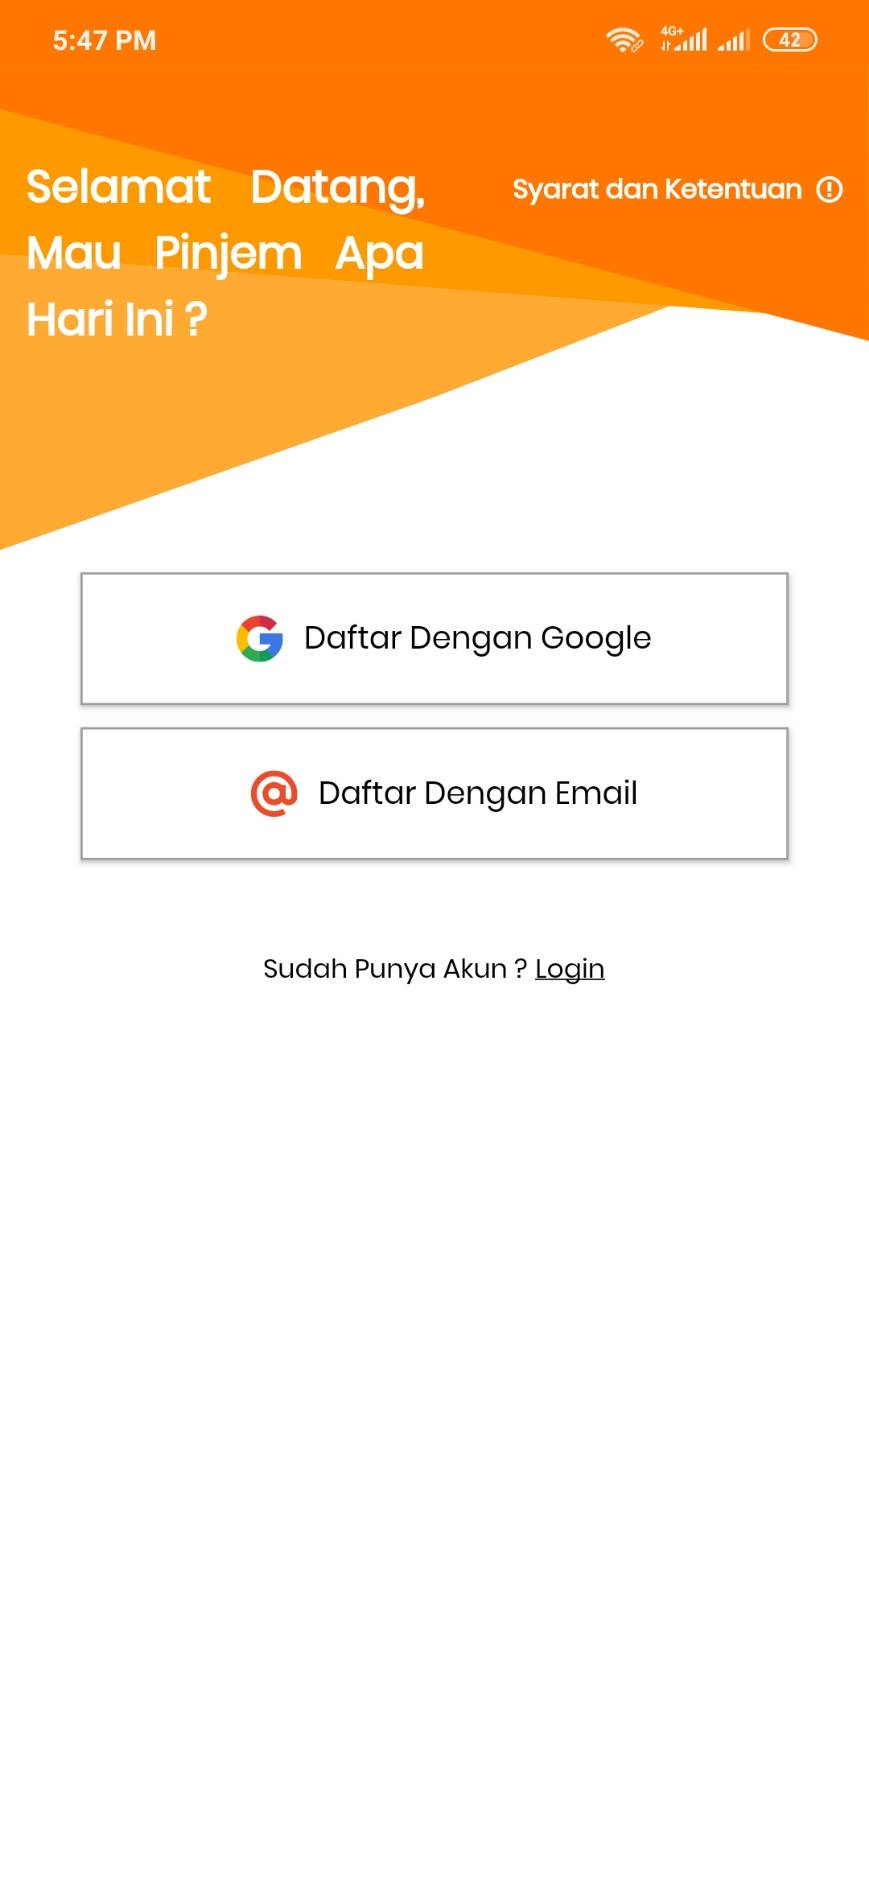 5:47 PM
4G+
42
Selamat Datang,
Mau Pinjem Apa
Hari Ini ?
Syarat dan Ketentuan
Daftar Dengan Google
Daftar Dengan Email
Sudah Punya Akun ? Login